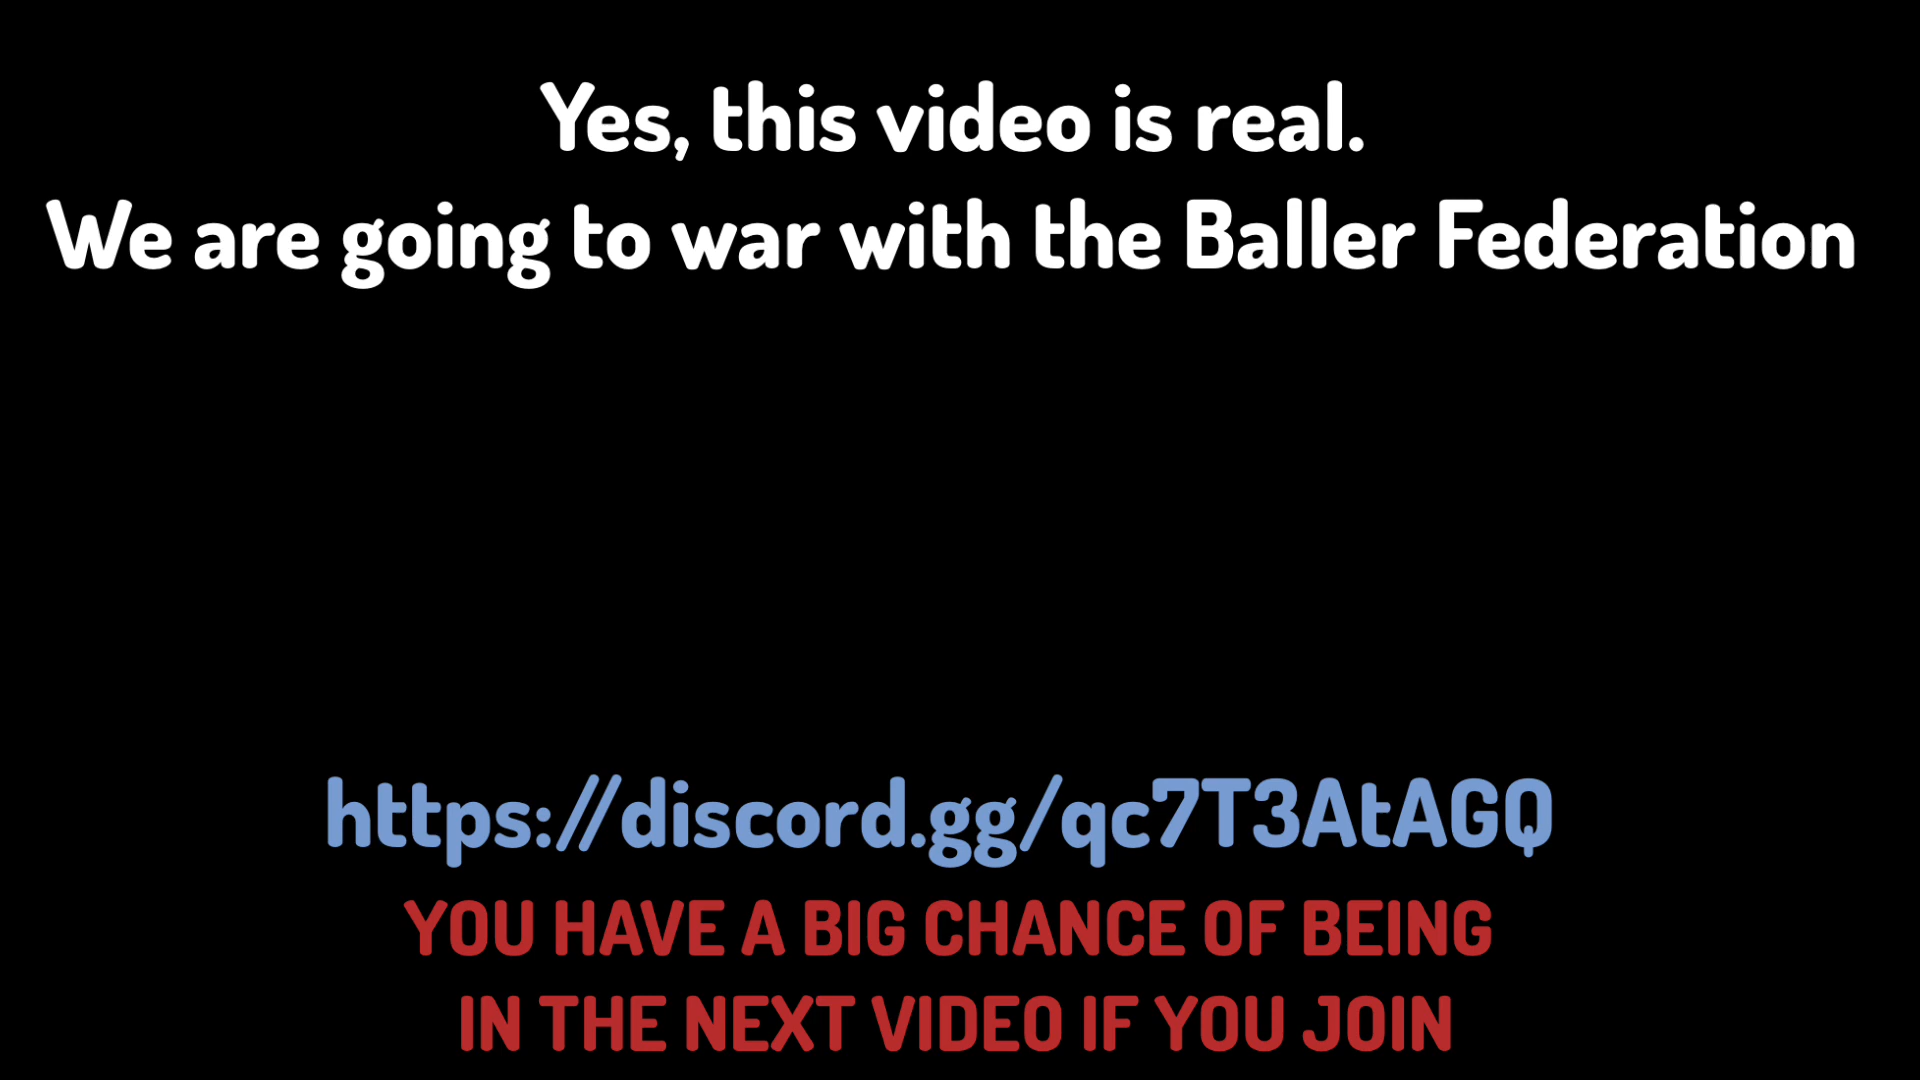 Yes, this video is real.
We are going to war with the Baller Federation
https://discord.gg/qc7T3AtAGQ
YOU HAVE A BIG CHANCE OF BEING
IN THE NEXT VIDEO IF YOU JOIN